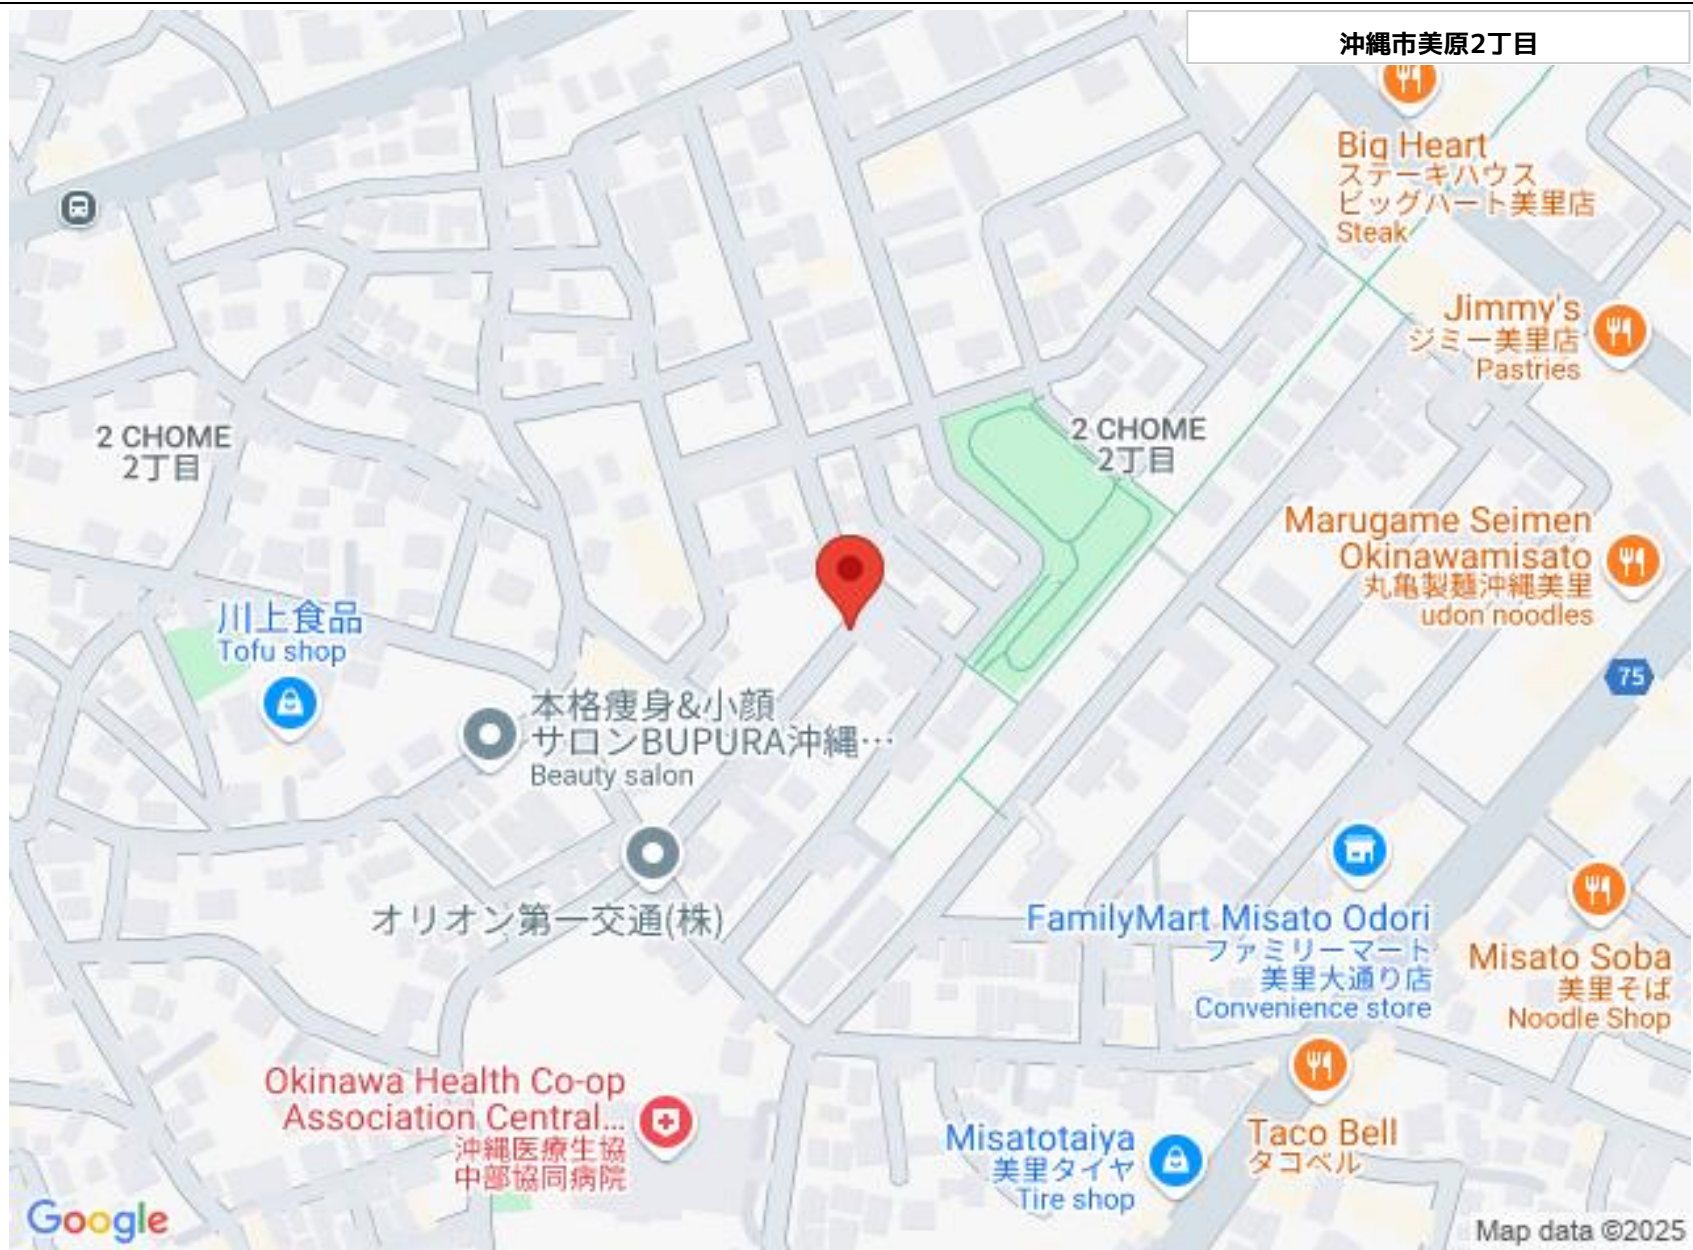 沖縄市美原2丁目
Big Heart
ステーキハウス
ビッグハート美里店
Steak
Jimmy's
ジミー美里店
Pastries
2 CHOME
2丁目
2 CHOME
2丁目
Marugame Seimen
Okinawamisato
丸亀製麺沖縄美里
udon noodles
川上食品
Tofu shop
75
本格痩身&小顔
サロンBUPURA沖縄…
Beauty salon
オリオン第一交通(株)
FamilyMart Misato Odori
ファミリーマート
美里大通り店
Convenience store
Misato Soba
美里そば
Noodle Shop
Okinawa Health Co-op
Association Central...
沖縄医療生協
中部協同病院
Misatotaiya
美里タイヤ
Tire shop
Taco Bell
タコベル
Google
Map data ©2025